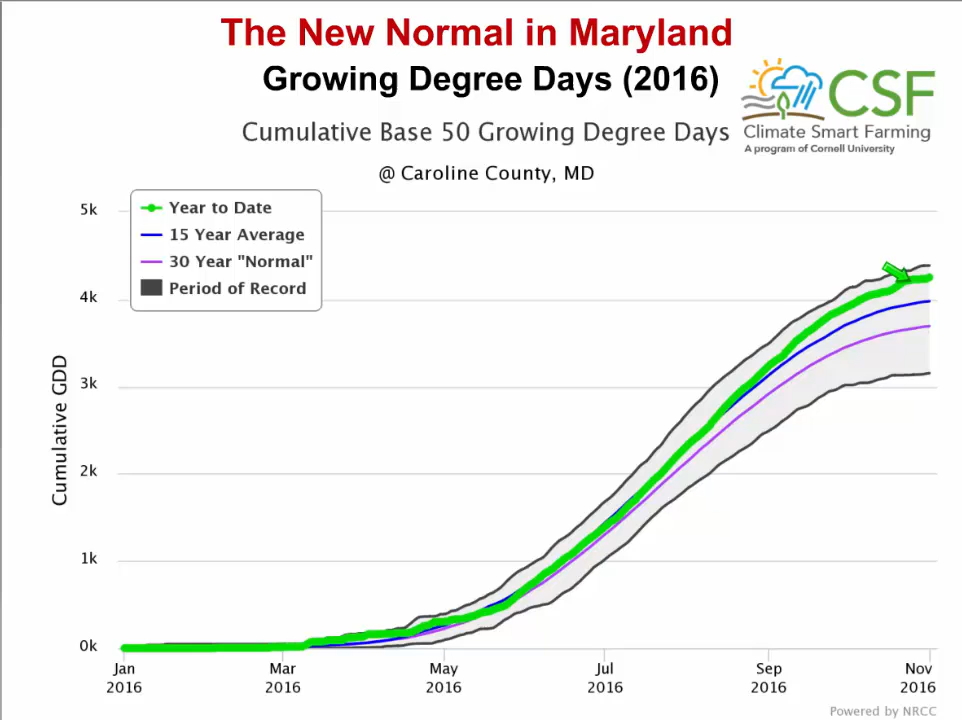 The New Normal in Maryland
Growing Degree Days (2016)
CSF
Climate Smart Farming
A program of Cornell University
Cumulative Base 50 Growing Degree Days
@ Caroline County, MD
Year to Date
15 Year Average
30 Year "Normal"
Period of Record
Cumulative GDD
5k
4k
3k
2k
1k
0k
Jan 2016
Mar 2016
May 2016
Jul 2016
Sep 2016
Nov 2016
Powered by NRCC